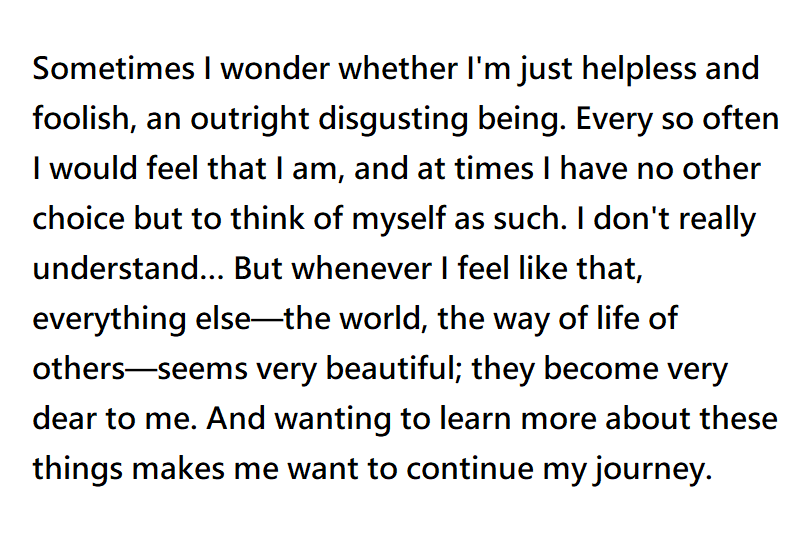 Sometimes I wonder whether I'm just helpless and
foolish, an outright disgusting being. Every so often
I would feel that I am, and at times I have no other
choice but to think of myself as such. I don't really
understand... But whenever I feel like that,
everything else—the world, the way of life of
others—seems very beautiful; they become very
dear to me. And wanting to learn more about these
things makes me want to continue my journey.